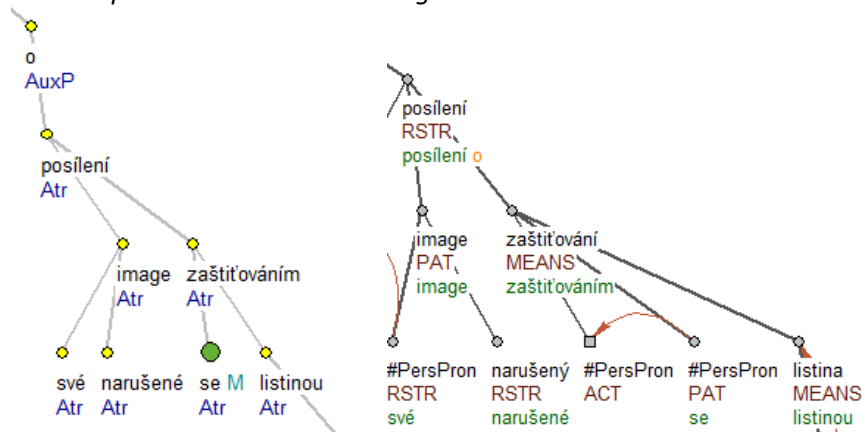 o
AuxP
posílení
Atr
image zaštiťováním
Atr Atr
své narušené se M listinou
Atr Atr Atr Atr
posílení
RSTR
posílení o
image zaštiťování
PAT MEANS
image zaštiťováním
#PersPron narušený #PersPron #PersPron listina
RSTR RSTR ACT PAT MEANS
své narušené se listinou